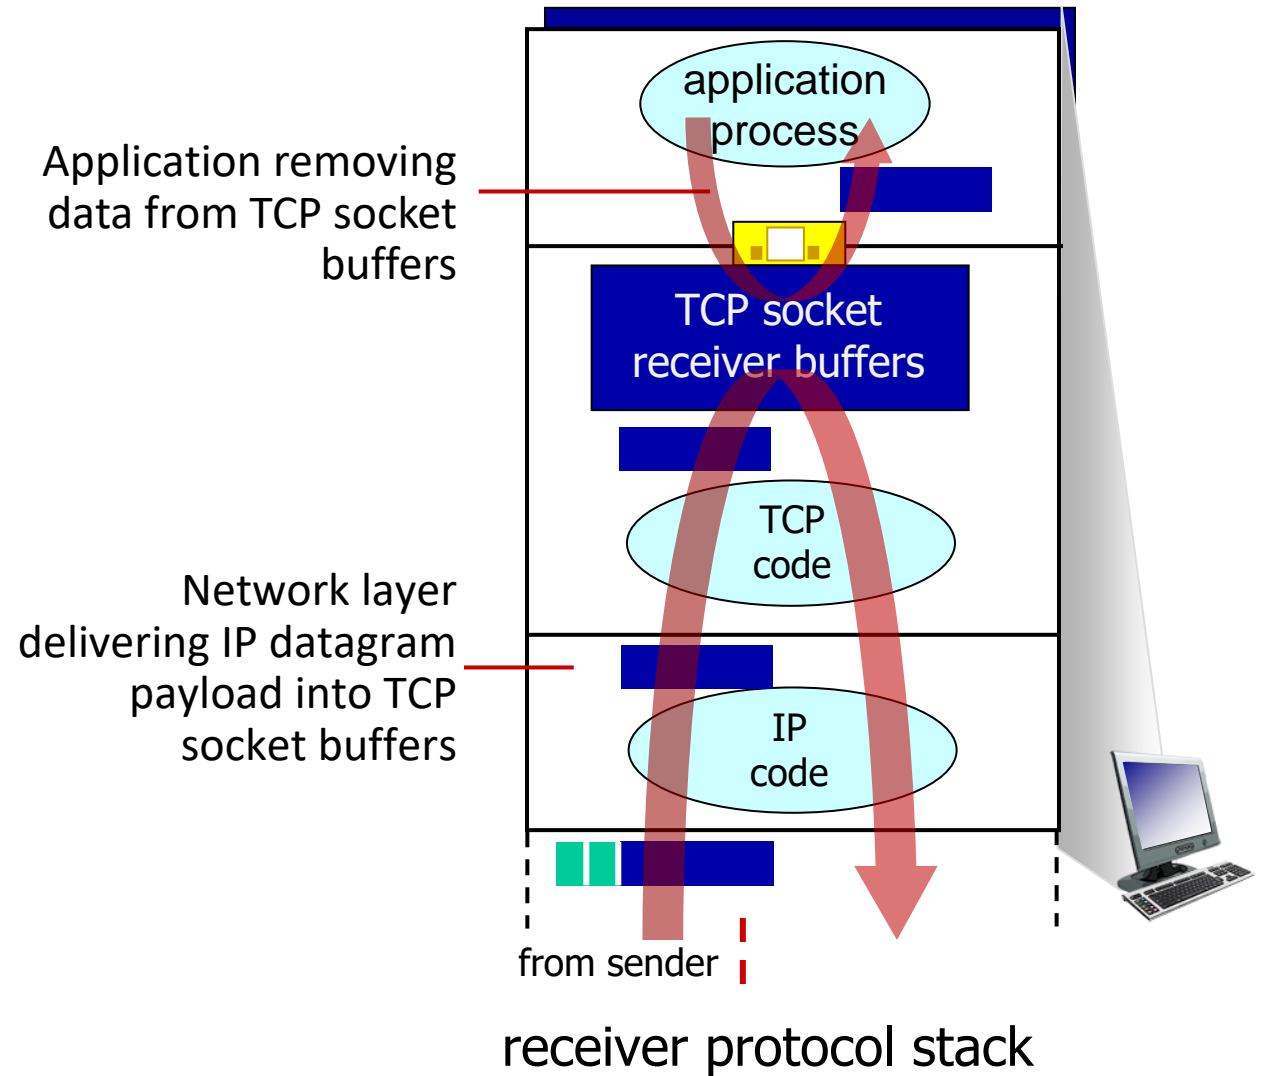 application
process
Application removing
data from TCP socket
buffers
TCP socket
receiver buffers
TCP
code
Network layer
delivering IP datagram
payload into TCP
socket buffers
IP
code
from sender
receiver protocol stack